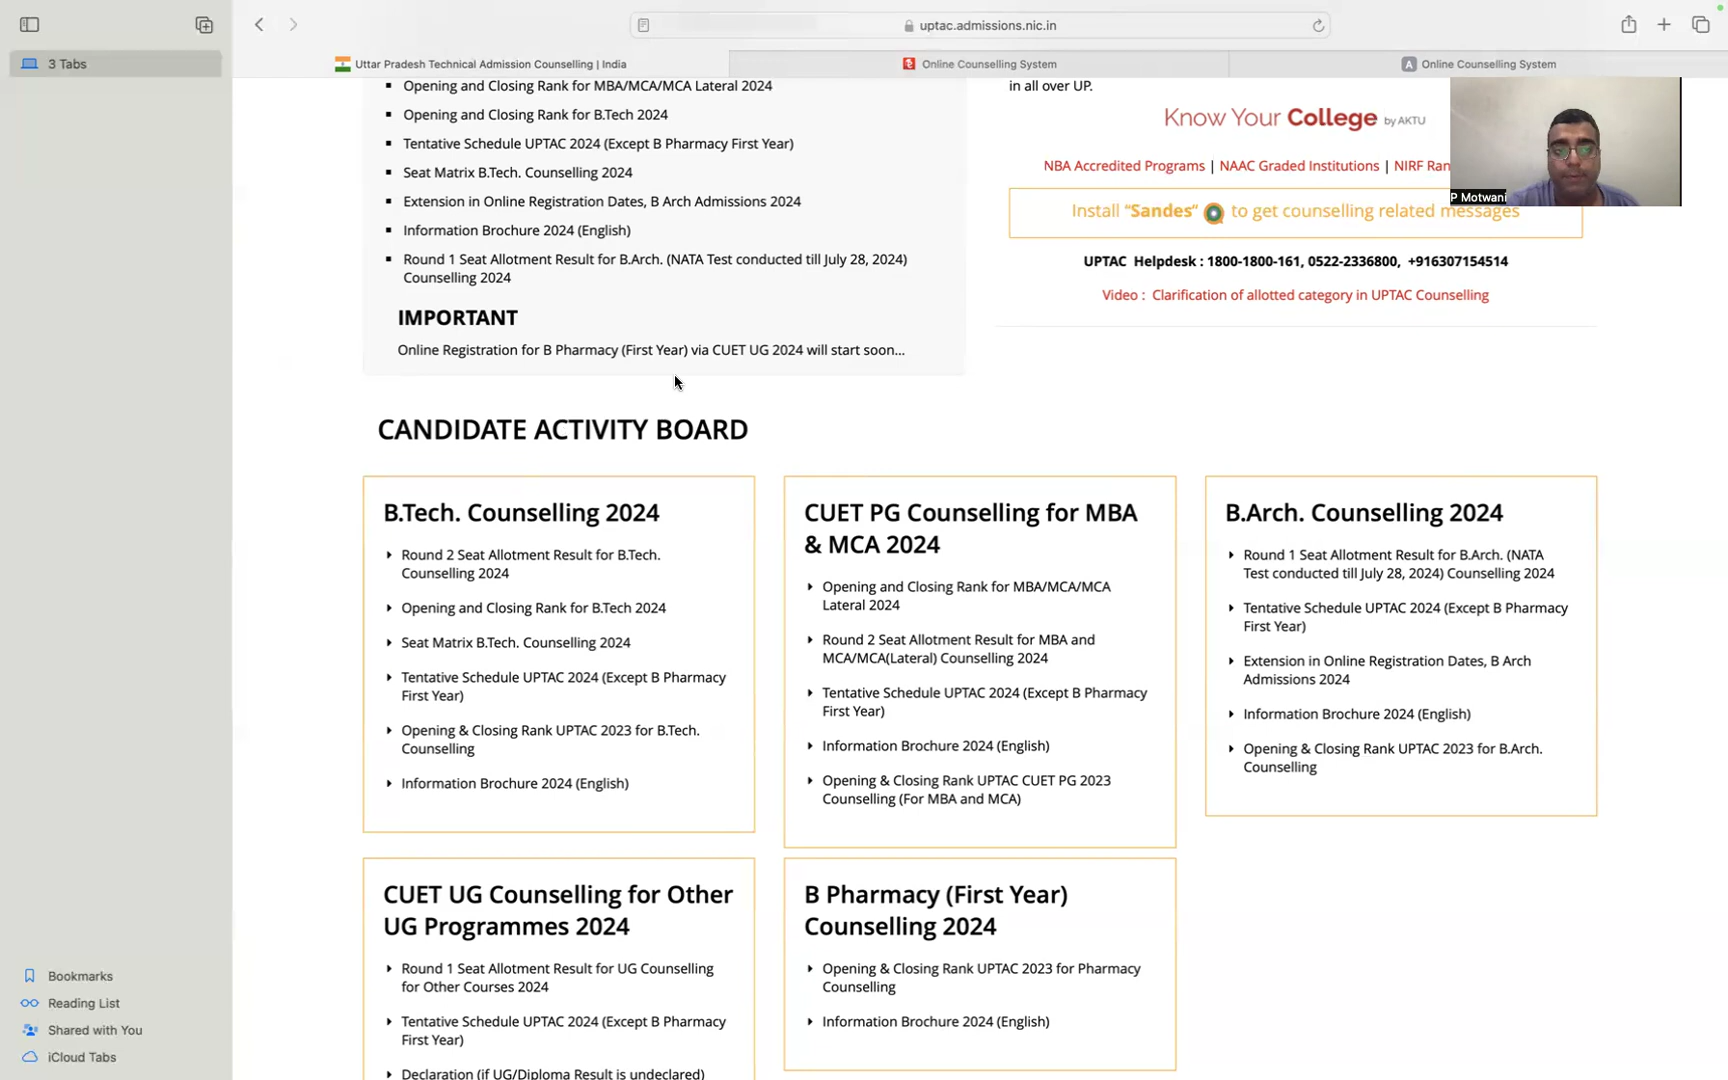 3 Tabs
uptac.admissions.nic.in
Uttar Pradesh Technical Admission Counselling | India
Online Counselling System
A Online Counselling System
Opening and Closing Rank for MBA/MCA/MCA Lateral 2024
Opening and Closing Rank for B.Tech 2024
Tentative Schedule UPTAC 2024 (Except B Pharmacy First Year)
Seat Matrix B.Tech. Counselling 2024
Extension in Online Registration Dates, B Arch Admissions 2024
Information Brochure 2024 (English)
Round 1 Seat Allotment Result for B.Arch. (NATA Test conducted till July 28, 2024)
Counselling 2024
IMPORTANT
Online Registration for B Pharmacy (First Year) via CUET UG 2024 will start soon...
in all over UP.
Know Your College by AKTU
NBA Accredited Programs | NAAC Graded Institutions | NIRF Ran
P Motwani
Install "Sandes" to get counselling related messages
UPTAC Helpdesk : 1800-1800-161, 0522-2336800, +916307154514
Video : Clarification of allotted category in UPTAC Counselling
CANDIDATE ACTIVITY BOARD
B.Tech. Counselling 2024
Round 2 Seat Allotment Result for B.Tech.
Counselling 2024
Opening and Closing Rank for B.Tech 2024
Seat Matrix B.Tech. Counselling 2024
Tentative Schedule UPTAC 2024 (Except B Pharmacy
First Year)
Opening & Closing Rank UPTAC 2023 for B.Tech.
Counselling
Information Brochure 2024 (English)
CUET PG Counselling for MBA
& MCA 2024
Opening and Closing Rank for MBA/MCA/MCA
Lateral 2024
Round 2 Seat Allotment Result for MBA and
MCA/MCA(Lateral) Counselling 2024
Tentative Schedule UPTAC 2024 (Except B Pharmacy
First Year)
Information Brochure 2024 (English)
Opening & Closing Rank UPTAC CUET PG 2023
Counselling (For MBA and MCA)
B.Arch. Counselling 2024
Round 1 Seat Allotment Result for B.Arch. (NATA
Test conducted till July 28, 2024) Counselling 2024
Tentative Schedule UPTAC 2024 (Except B Pharmacy
First Year)
Extension in Online Registration Dates, B Arch
Admissions 2024
Information Brochure 2024 (English)
Opening & Closing Rank UPTAC 2023 for B.Arch.
Counselling
CUET UG Counselling for Other
UG Programmes 2024
Round 1 Seat Allotment Result for UG Counselling
for Other Courses 2024
Tentative Schedule UPTAC 2024 (Except B Pharmacy
First Year)
Declaration (if UG/Diploma Result is undeclared)
B Pharmacy (First Year)
Counselling 2024
Opening & Closing Rank UPTAC 2023 for Pharmacy
Counselling
Information Brochure 2024 (English)
Bookmarks
Reading List
Shared with You
iCloud Tabs